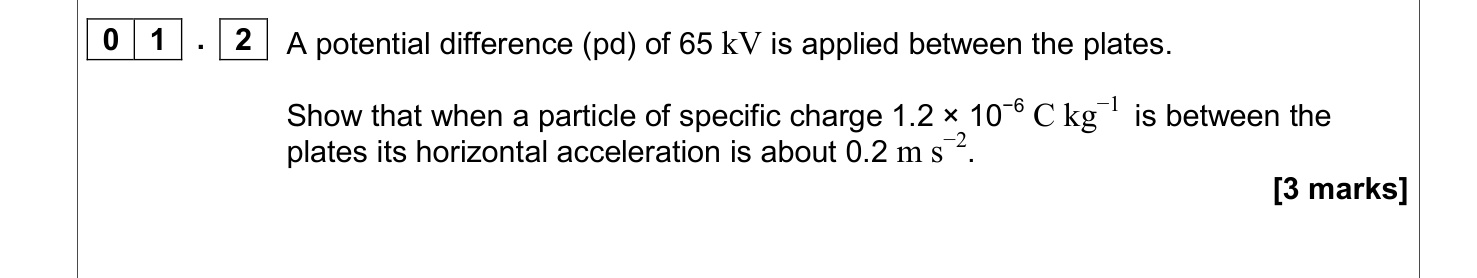 0 1 . 2 A potential difference (pd) of 65 kV is applied between the plates.
Show that when a particle of specific charge 1.2 × 10⁻⁶ C kg⁻¹ is between the
plates its horizontal acceleration is about 0.2 m s⁻².
[3 marks]